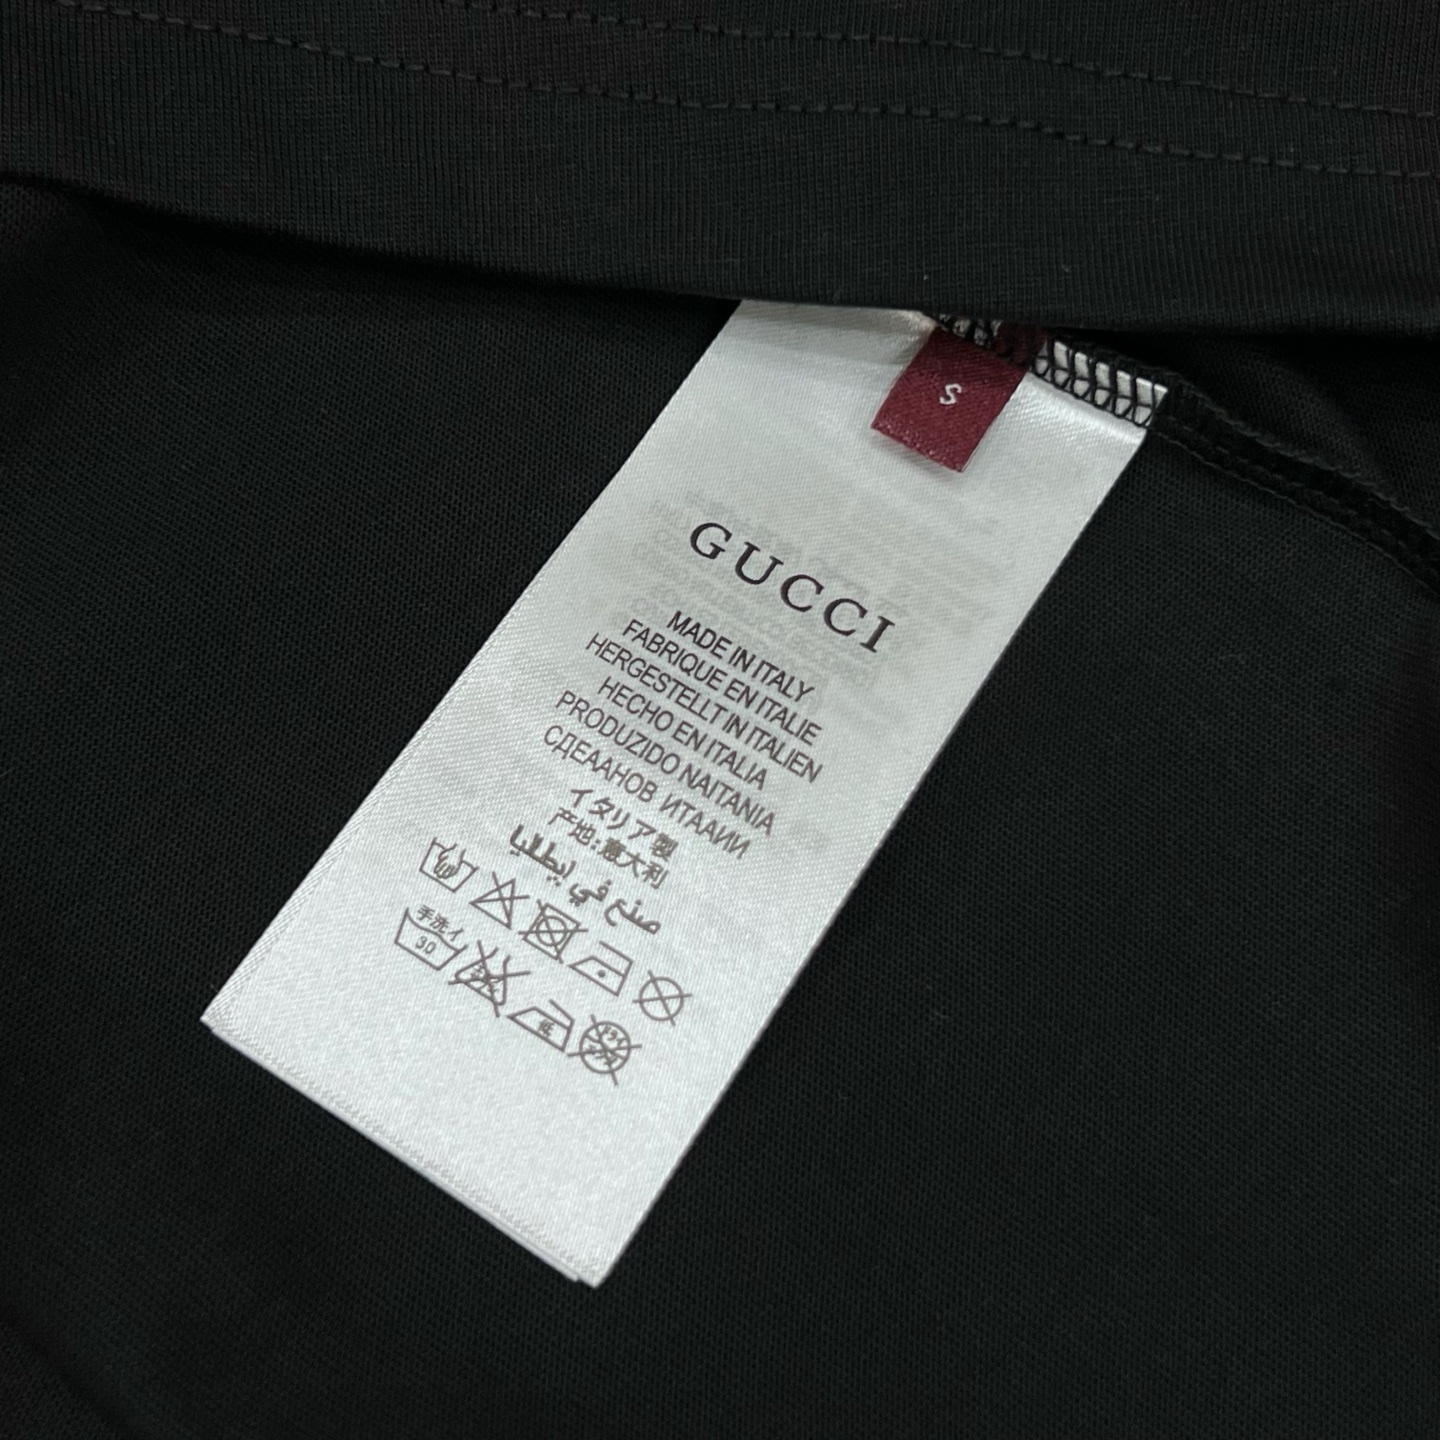 S
GUCCI
MADE IN ITALY
FABRIQUE EN ITALIE
HERGESTELLT IN ITALIEN
HECHO EN ITALIA
PRODUZIDO NAITANIA
СДЕААНОВ ИТААИИ
イタリア製
产地:意大利
صنع في إيطاليا
手洗イ
30
低